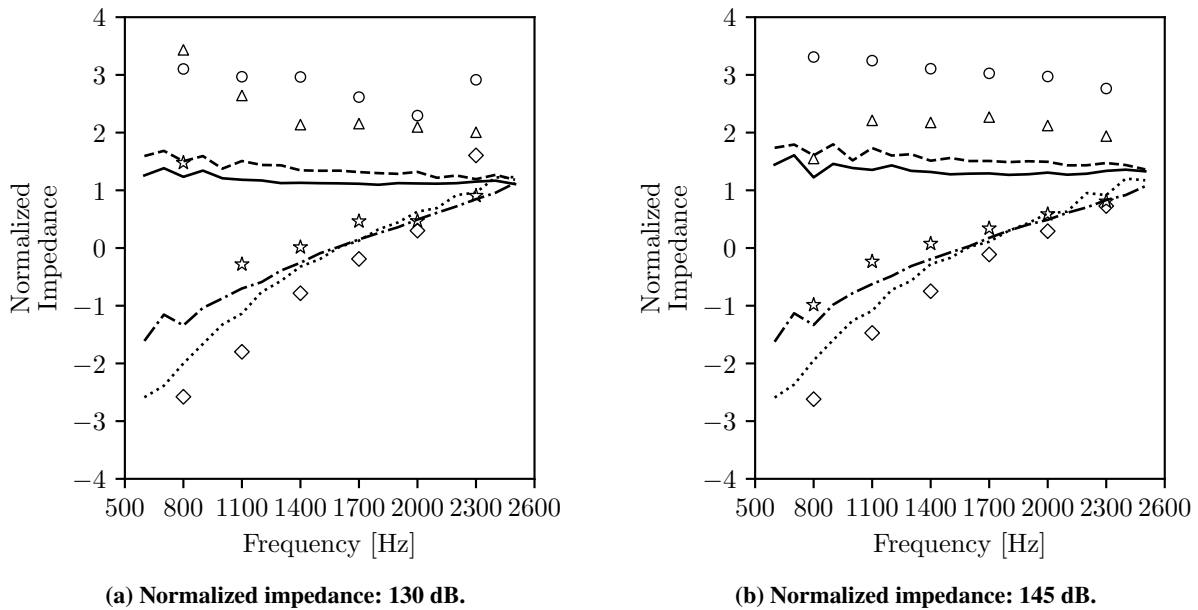 4
3
2
1
0
−1
−2
−3
−4
Normalized
Impedance
500 800 1100 1400 1700 2000 2300 2600
Frequency [Hz]
(a) Normalized impedance: 130 dB.
4
3
2
1
0
−1
−2
−3
−4
Normalized
Impedance
500 800 1100 1400 1700 2000 2300 2600
Frequency [Hz]
(b) Normalized impedance: 145 dB.